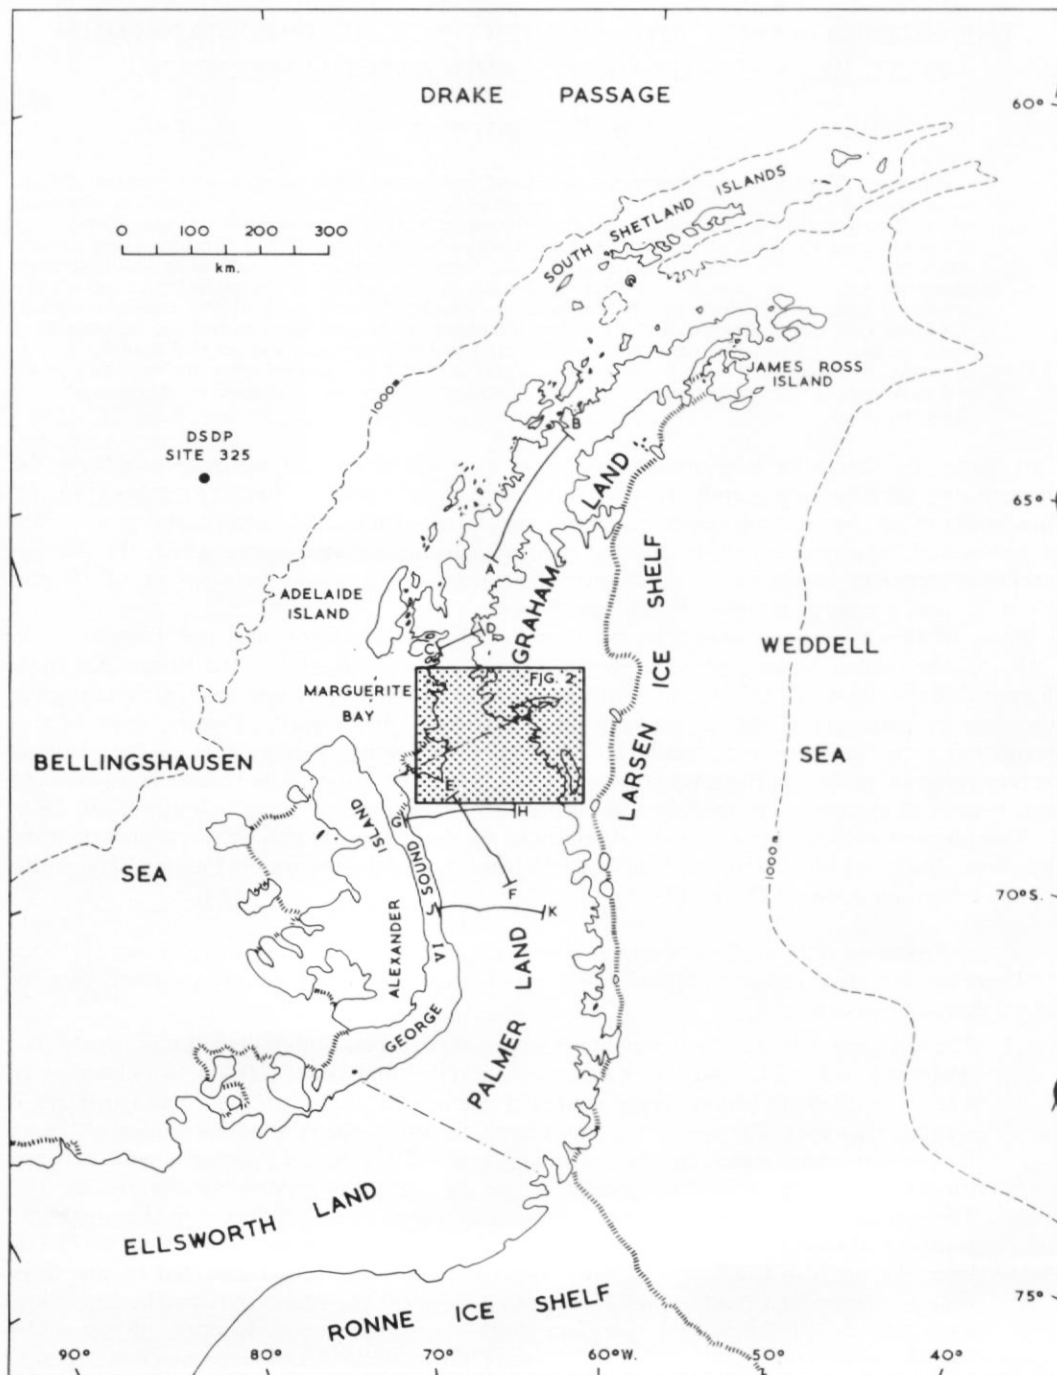 DRAKE PASSAGE
60°
0 100 200 300
km.
SOUTH SHETLAND ISLANDS
JAMES ROSS
ISLAND
1000m
DSDP
SITE 325
B
65°
GRAHAM LAND
A
ADELAIDE
ISLAND
D
C
LARSEN ICE SHELF
WEDDELL
SEA
FIG. 2
MARGUERITE
BAY
BELLINGSHAUSEN
SEA
E
G
H
F
K
ALEXANDER ISLAND
GEORGE VI SOUND
1000m
70°S.
PALMER LAND
ELLSWORTH LAND
RONNE ICE SHELF
75°
90° 80° 70° 60°W. 50° 40°